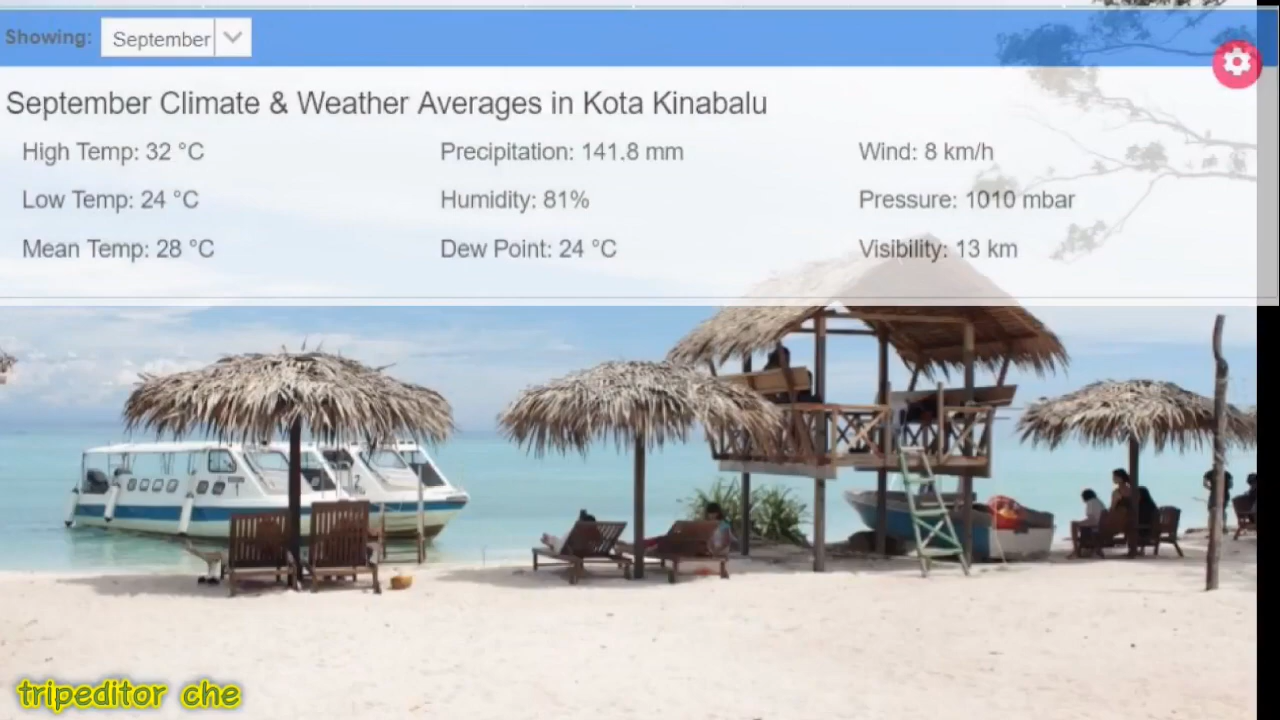 Showing: September
September Climate & Weather Averages in Kota Kinabalu
High Temp: 32 °C Precipitation: 141.8 mm Wind: 8 km/h
Low Temp: 24 °C Humidity: 81% Pressure: 1010 mbar
Mean Temp: 28 °C Dew Point: 24 °C Visibility: 13 km
tripeditor che